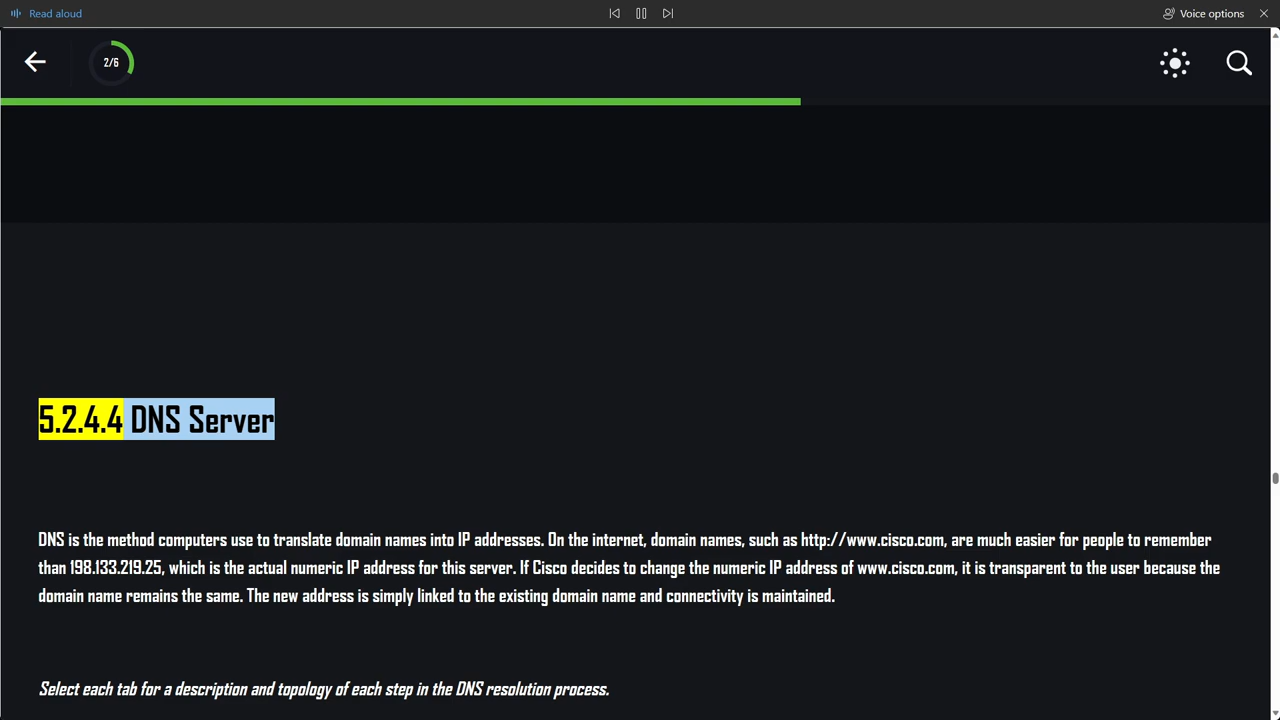 Read aloud
Voice options
2/6
5.2.4.4 DNS Server
DNS is the method computers use to translate domain names into IP addresses. On the internet, domain names, such as http://www.cisco.com, are much easier for people to remember
than 198.133.219.25, which is the actual numeric IP address for this server. If Cisco decides to change the numeric IP address of www.cisco.com, it is transparent to the user because the
domain name remains the same. The new address is simply linked to the existing domain name and connectivity is maintained.
Select each tab for a description and topology of each step in the DNS resolution process.